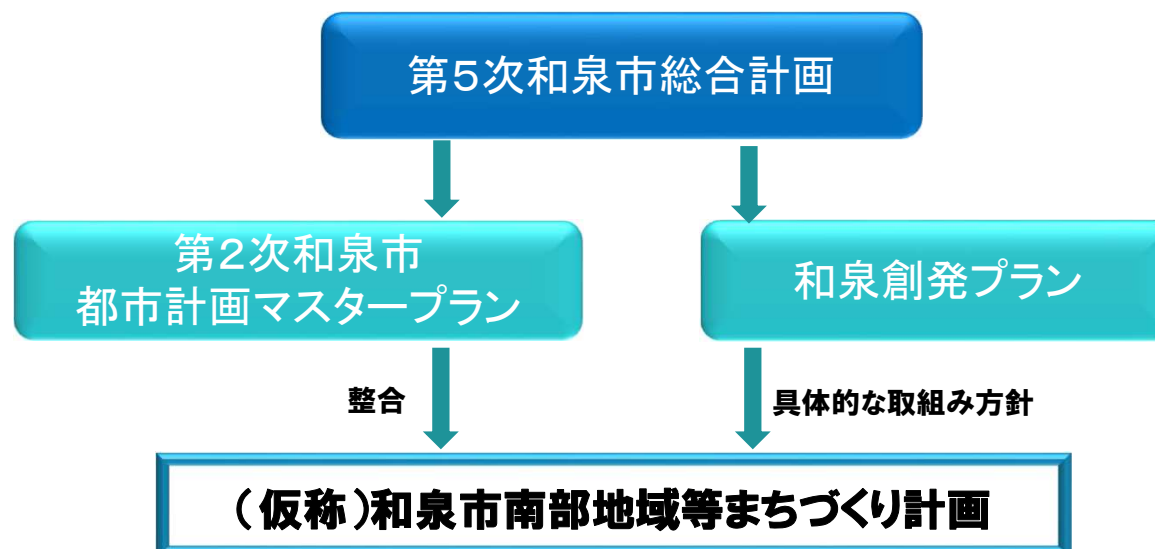 第5次和泉市総合計画
第2次和泉市
都市計画マスタープラン
和泉創発プラン
整合
具体的な取組み方針
（仮称）和泉市南部地域等まちづくり計画